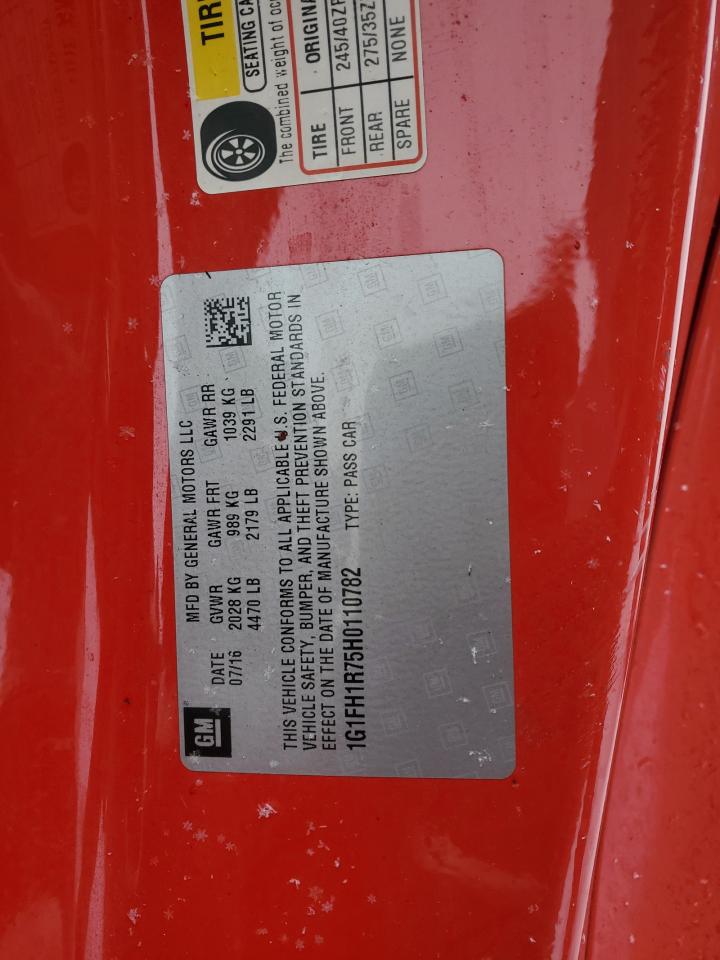 GM
MFD BY GENERAL MOTORS LLC
DATE GVWR GAWR FRT GAWR RR
07/16 2028 KG 989 KG 1039 KG
4470 LB 2179 LB 2291 LB
THIS VEHICLE CONFORMS TO ALL APPLICABLE U.S. FEDERAL MOTOR
VEHICLE SAFETY, BUMPER, AND THEFT PREVENTION STANDARDS IN
EFFECT ON THE DATE OF MANUFACTURE SHOWN ABOVE.
1G1FH1R75H0110782 TYPE: PASS CAR
TIRE
SEATING CA
The combined weight of occ
TIRE ORIGINA
FRONT 245/40ZR
REAR 275/35Z
SPARE NONE